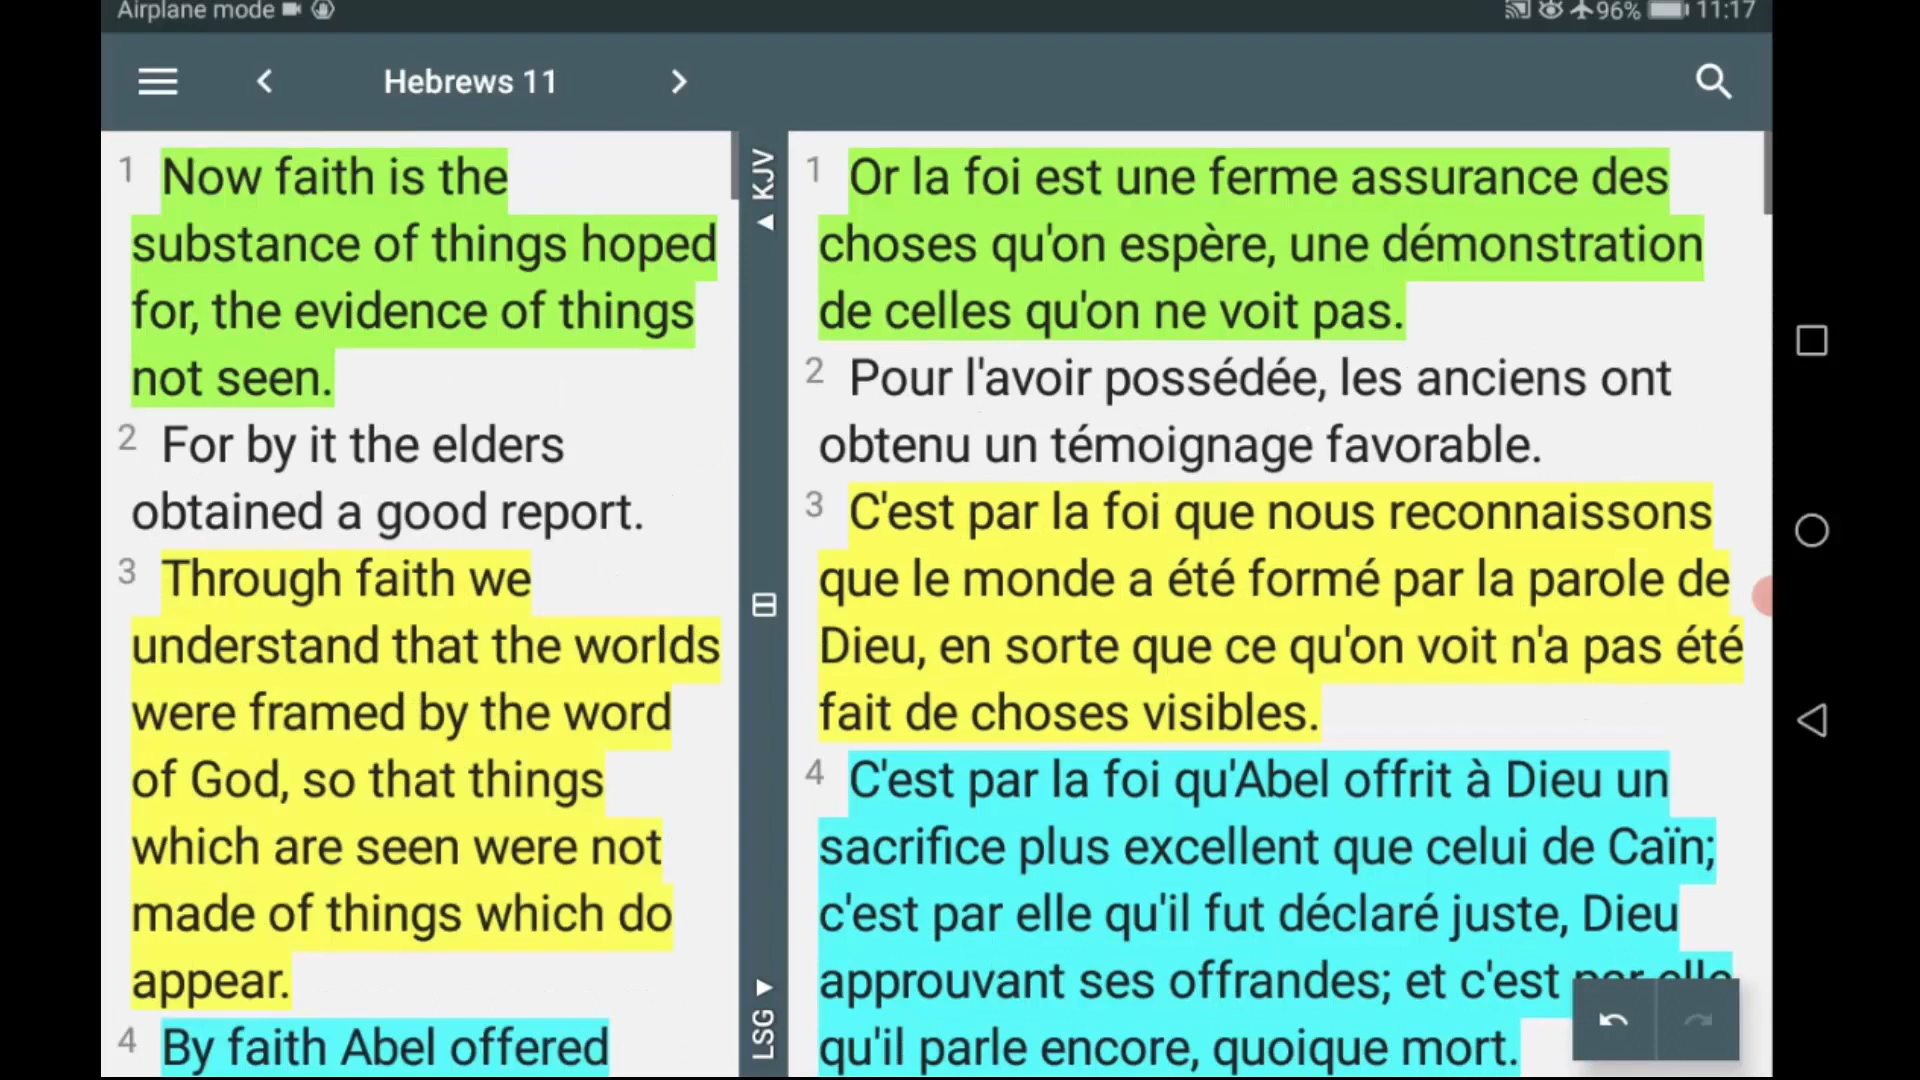 Airplane mode
96% 11:17
Hebrews 11
1 Now faith is the
substance of things hoped
for, the evidence of things
not seen.
2 For by it the elders
obtained a good report.
3 Through faith we
understand that the worlds
were framed by the word
of God, so that things
which are seen were not
made of things which do
appear.
4 By faith Abel offered
KJV
LSG
1 Or la foi est une ferme assurance des
choses qu'on espère, une démonstration
de celles qu'on ne voit pas.
2 Pour l'avoir possédée, les anciens ont
obtenu un témoignage favorable.
3 C'est par la foi que nous reconnaissons
que le monde a été formé par la parole de
Dieu, en sorte que ce qu'on voit n'a pas été
fait de choses visibles.
4 C'est par la foi qu'Abel offrit à Dieu un
sacrifice plus excellent que celui de Caïn;
c'est par elle qu'il fut déclaré juste, Dieu
approuvant ses offrandes; et c'est par elle
qu'il parle encore, quoique mort.